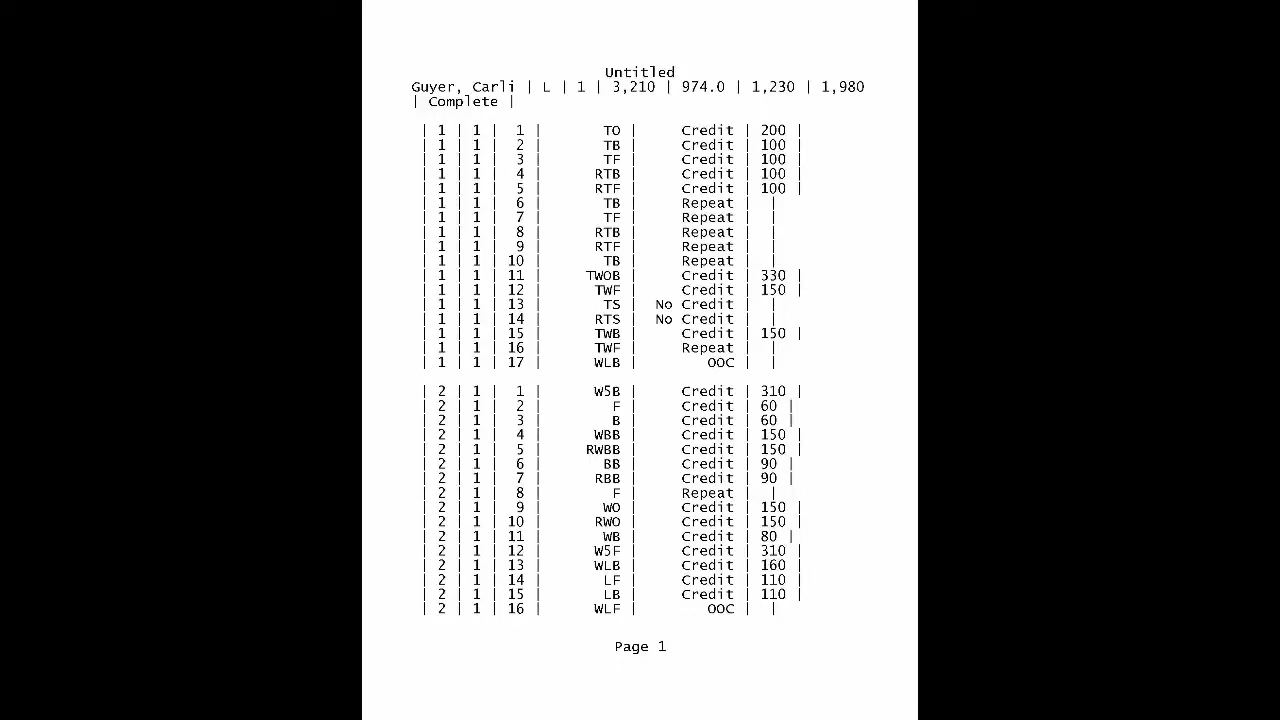 Untitled
Guyer, Carli | L | 1 | 3,210 | 974.0 | 1,230 | 1,980
| Complete |
| 1 | 1 | 1 | TO | Credit | 200 |
| 1 | 1 | 2 | TB | Credit | 100 |
| 1 | 1 | 3 | TF | Credit | 100 |
| 1 | 1 | 4 | RTB | Credit | 100 |
| 1 | 1 | 5 | RTF | Credit | 100 |
| 1 | 1 | 6 | TB | Repeat | |
| 1 | 1 | 7 | TF | Repeat | |
| 1 | 1 | 8 | RTB | Repeat | |
| 1 | 1 | 9 | RTF | Repeat | |
| 1 | 1 | 10 | TB | Repeat | |
| 1 | 1 | 11 | TWOB | Credit | 330 |
| 1 | 1 | 12 | TWF | Credit | 150 |
| 1 | 1 | 13 | TS | No Credit | |
| 1 | 1 | 14 | RTS | No Credit | |
| 1 | 1 | 15 | TWB | Credit | 150 |
| 1 | 1 | 16 | TWF | Repeat | |
| 1 | 1 | 17 | WLB | OOC | |
| 2 | 1 | 1 | W5B | Credit | 310 |
| 2 | 1 | 2 | F | Credit | 60 |
| 2 | 1 | 3 | B | Credit | 60 |
| 2 | 1 | 4 | WBB | Credit | 150 |
| 2 | 1 | 5 | RWBB | Credit | 150 |
| 2 | 1 | 6 | BB | Credit | 90 |
| 2 | 1 | 7 | RBB | Credit | 90 |
| 2 | 1 | 8 | F | Repeat | |
| 2 | 1 | 9 | WO | Credit | 150 |
| 2 | 1 | 10 | RWO | Credit | 150 |
| 2 | 1 | 11 | WB | Credit | 80 |
| 2 | 1 | 12 | W5F | Credit | 310 |
| 2 | 1 | 13 | WLB | Credit | 160 |
| 2 | 1 | 14 | LF | Credit | 110 |
| 2 | 1 | 15 | LB | Credit | 110 |
| 2 | 1 | 16 | WLF | OOC | |
Page 1